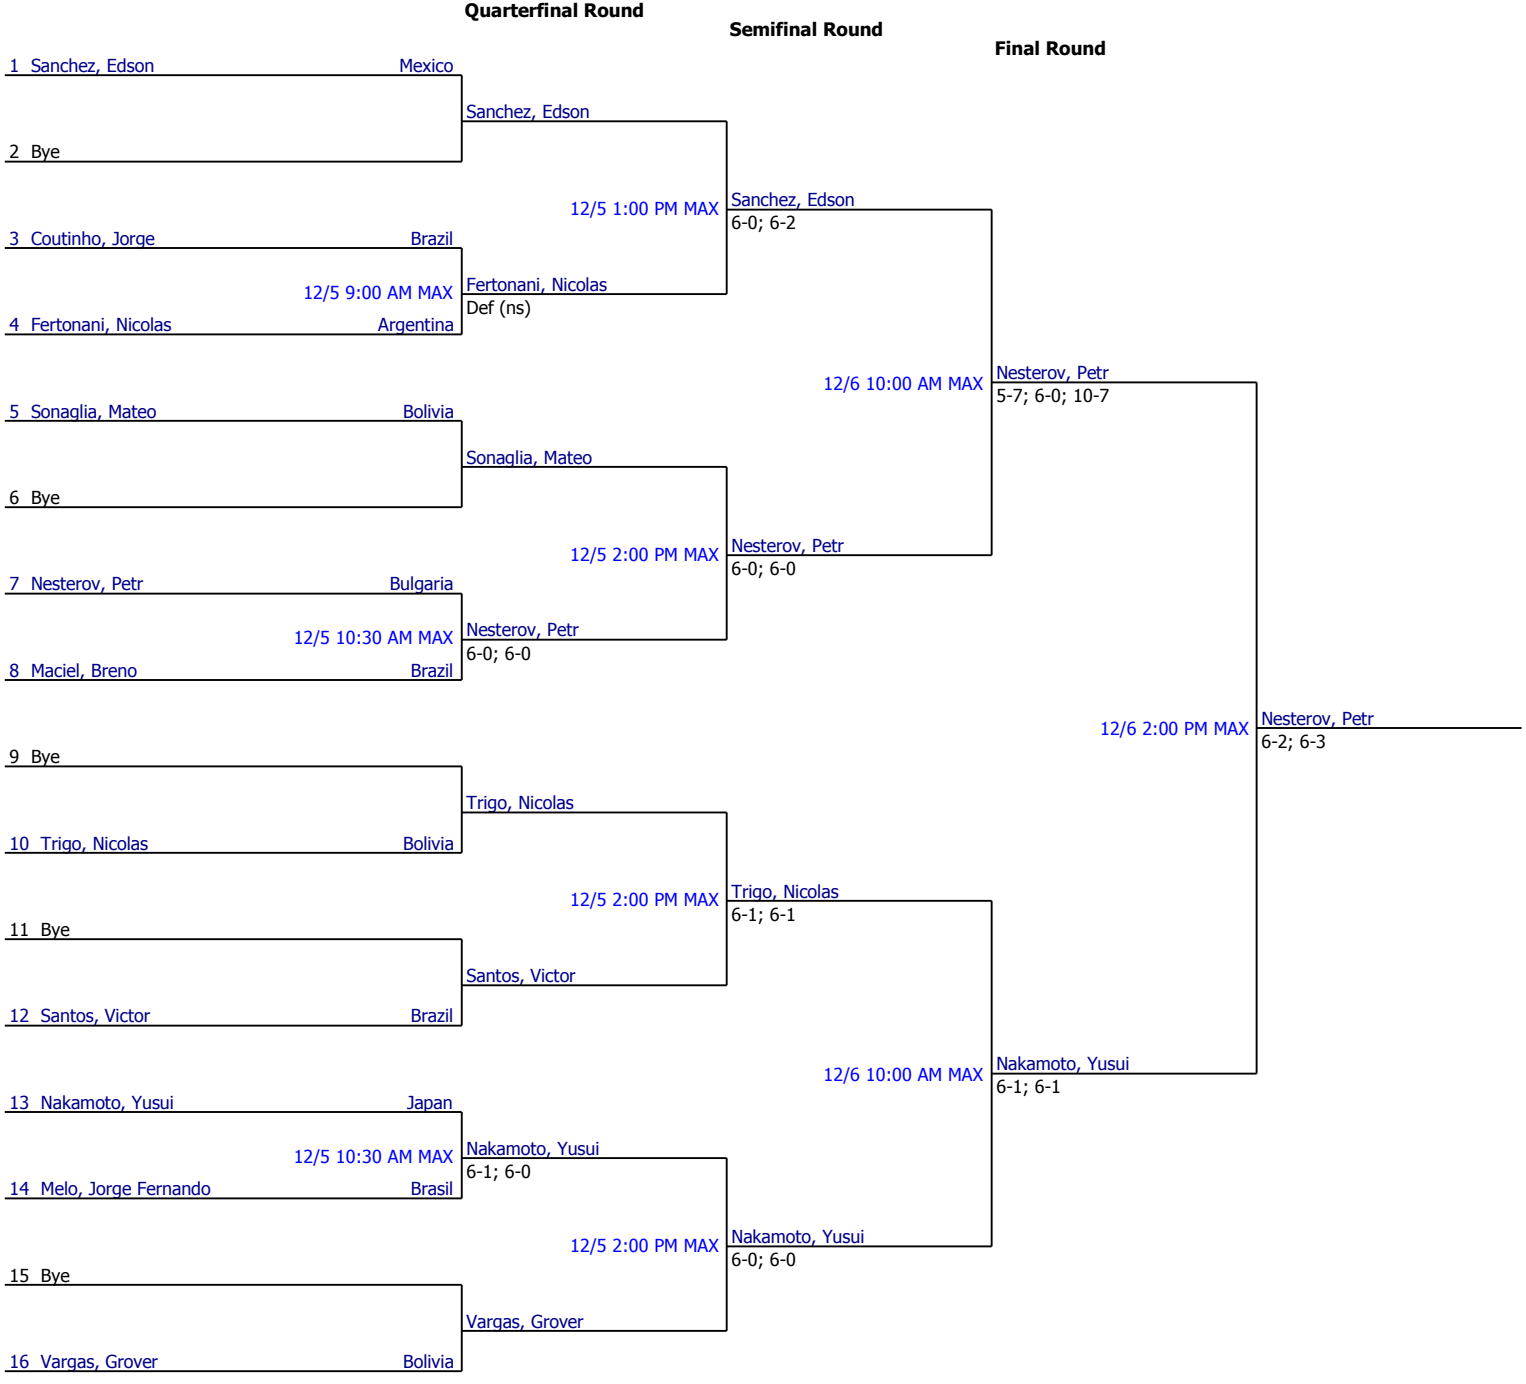 Quarterfinal Round
Semifinal Round
Final Round
1 Sanchez, Edson Mexico
Sanchez, Edson
2 Bye
12/5 1:00 PM MAX Sanchez, Edson
6-0; 6-2
3 Coutinho, Jorge Brazil
12/5 9:00 AM MAX Fertonani, Nicolas
Def (ns)
4 Fertonani, Nicolas Argentina
12/6 10:00 AM MAX Nesterov, Petr
5-7; 6-0; 10-7
5 Sonaglia, Mateo Bolivia
Sonaglia, Mateo
6 Bye
12/5 2:00 PM MAX Nesterov, Petr
6-0; 6-0
7 Nesterov, Petr Bulgaria
12/5 10:30 AM MAX Nesterov, Petr
6-0; 6-0
8 Maciel, Breno Brazil
12/6 2:00 PM MAX Nesterov, Petr
6-2; 6-3
9 Bye
Trigo, Nicolas
10 Trigo, Nicolas Bolivia
12/5 2:00 PM MAX Trigo, Nicolas
6-1; 6-1
11 Bye
Santos, Victor
12 Santos, Victor Brazil
12/6 10:00 AM MAX Nakamoto, Yusui
6-1; 6-1
13 Nakamoto, Yusui Japan
12/5 10:30 AM MAX Nakamoto, Yusui
6-1; 6-0
14 Melo, Jorge Fernando Brasil
12/5 2:00 PM MAX Nakamoto, Yusui
6-0; 6-0
15 Bye
Vargas, Grover
16 Vargas, Grover Bolivia